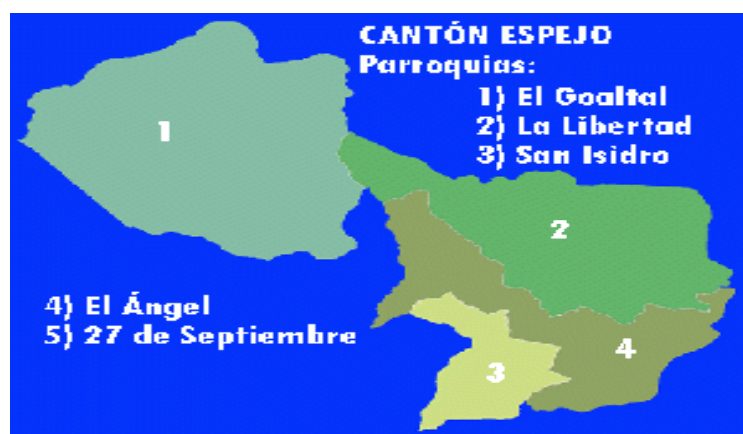 CANTÓN ESPEJO
Parroquias:
1) El Goaltal
2) La Libertad
3) San Isidro
1
2
4) El Ángel
5) 27 de Septiembre
4
3